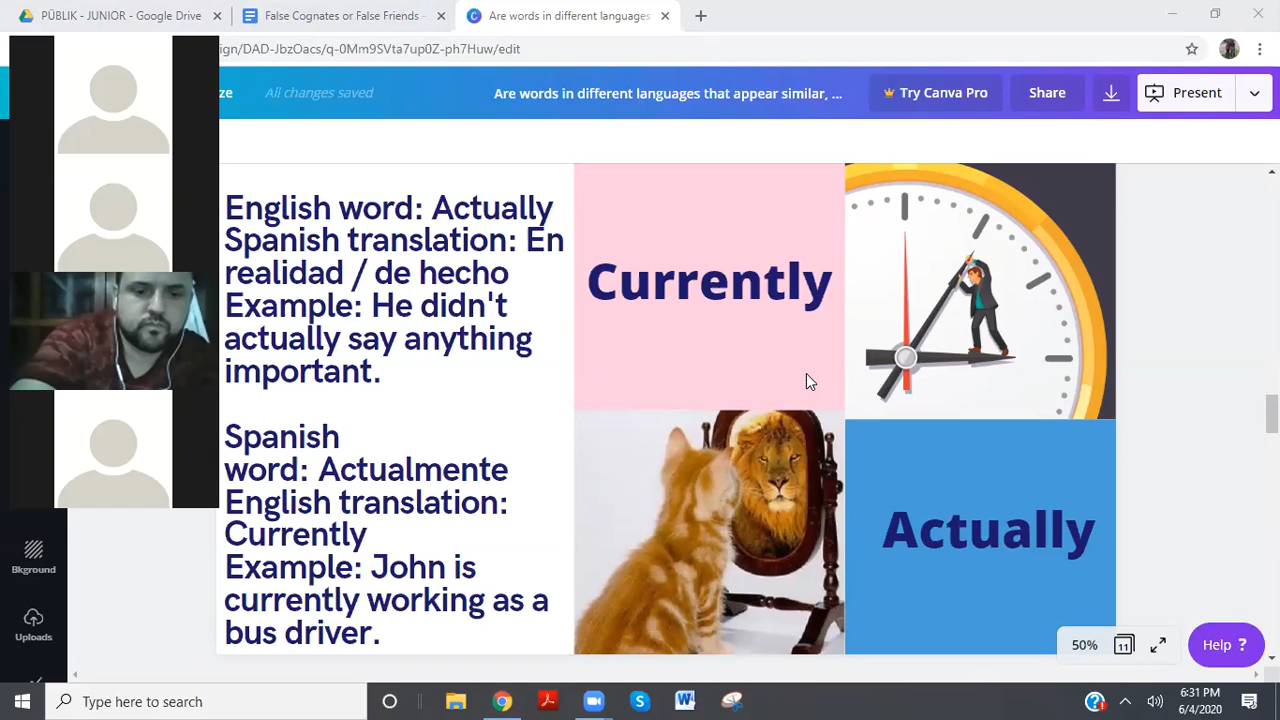 PÜBLIK - JUNIOR - Google Drive
False Cognates or False Friends -
Are words in different languages
ign/DAD-JbzOacs/q-0Mm9SVta7up0Z-ph7Huw/edit
ze
All changes saved
Are words in different languages that appear similar, ...
Try Canva Pro
Share
Present
English word: Actually
Spanish translation: En
realidad / de hecho
Example: He didn't
actually say anything
important.
Spanish
word: Actualmente
English translation:
Currently
Example: John is
currently working as a
bus driver.
Currently
Actually
Bkground
Uploads
50%
11
Help ?
Type here to search
6:31 PM
6/4/2020